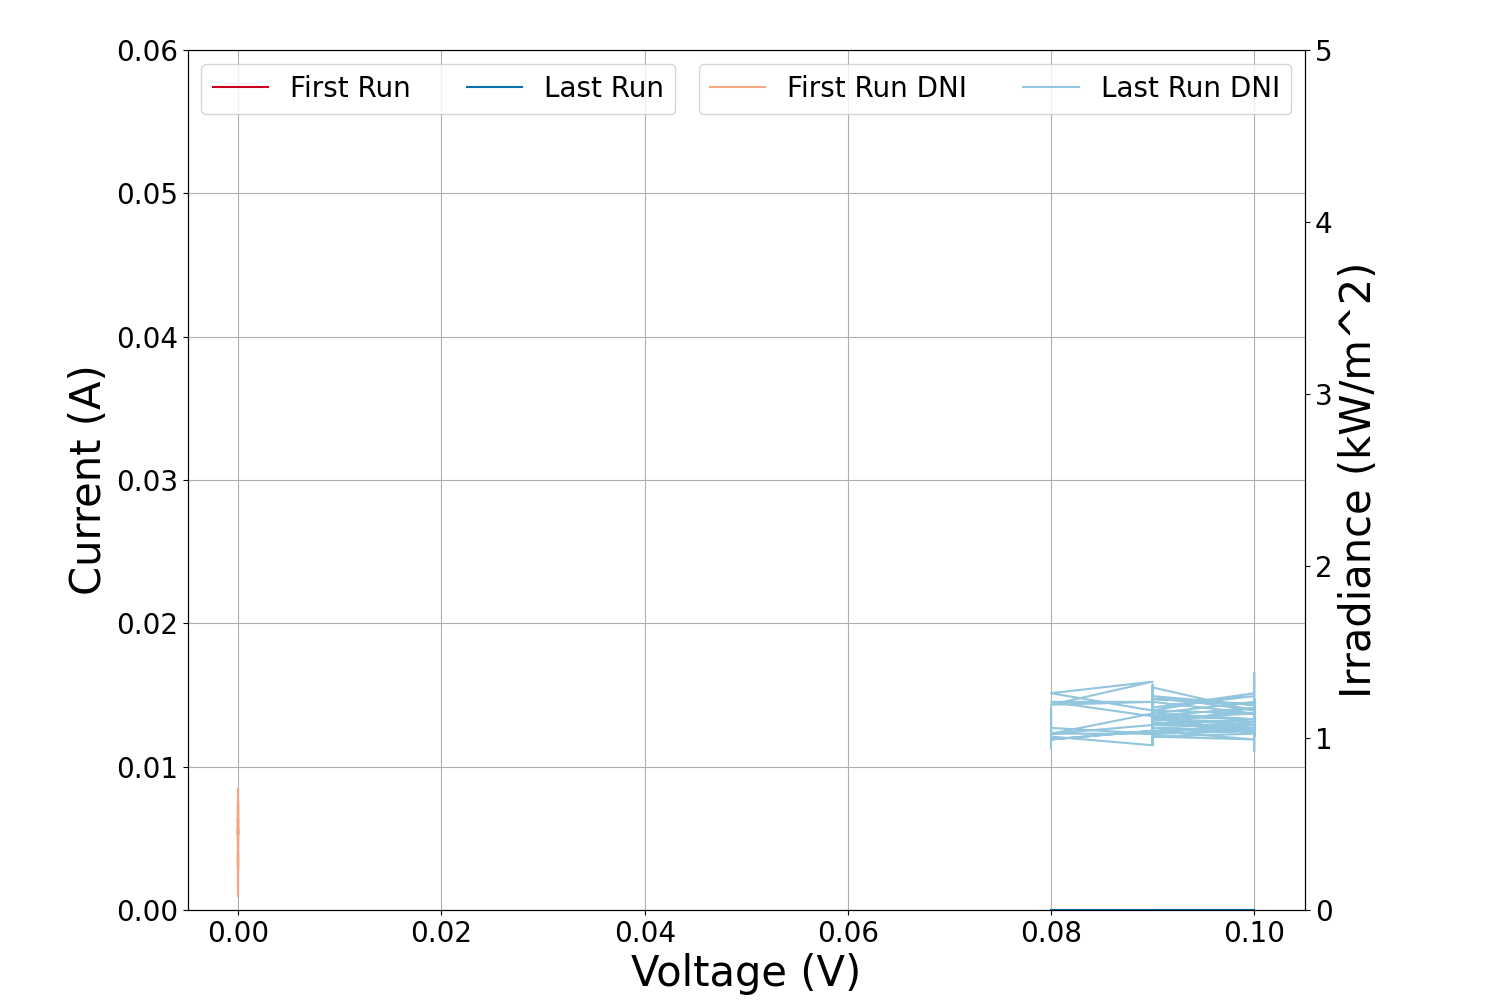 First Run
Last Run
First Run DNI
Last Run DNI
0.06
0.05
0.04
0.03
0.02
0.01
0.00
Current (A)
5
4
3
2
1
0
Irradiance (kW/m^2)
0.00 0.02 0.04 0.06 0.08 0.10
Voltage (V)